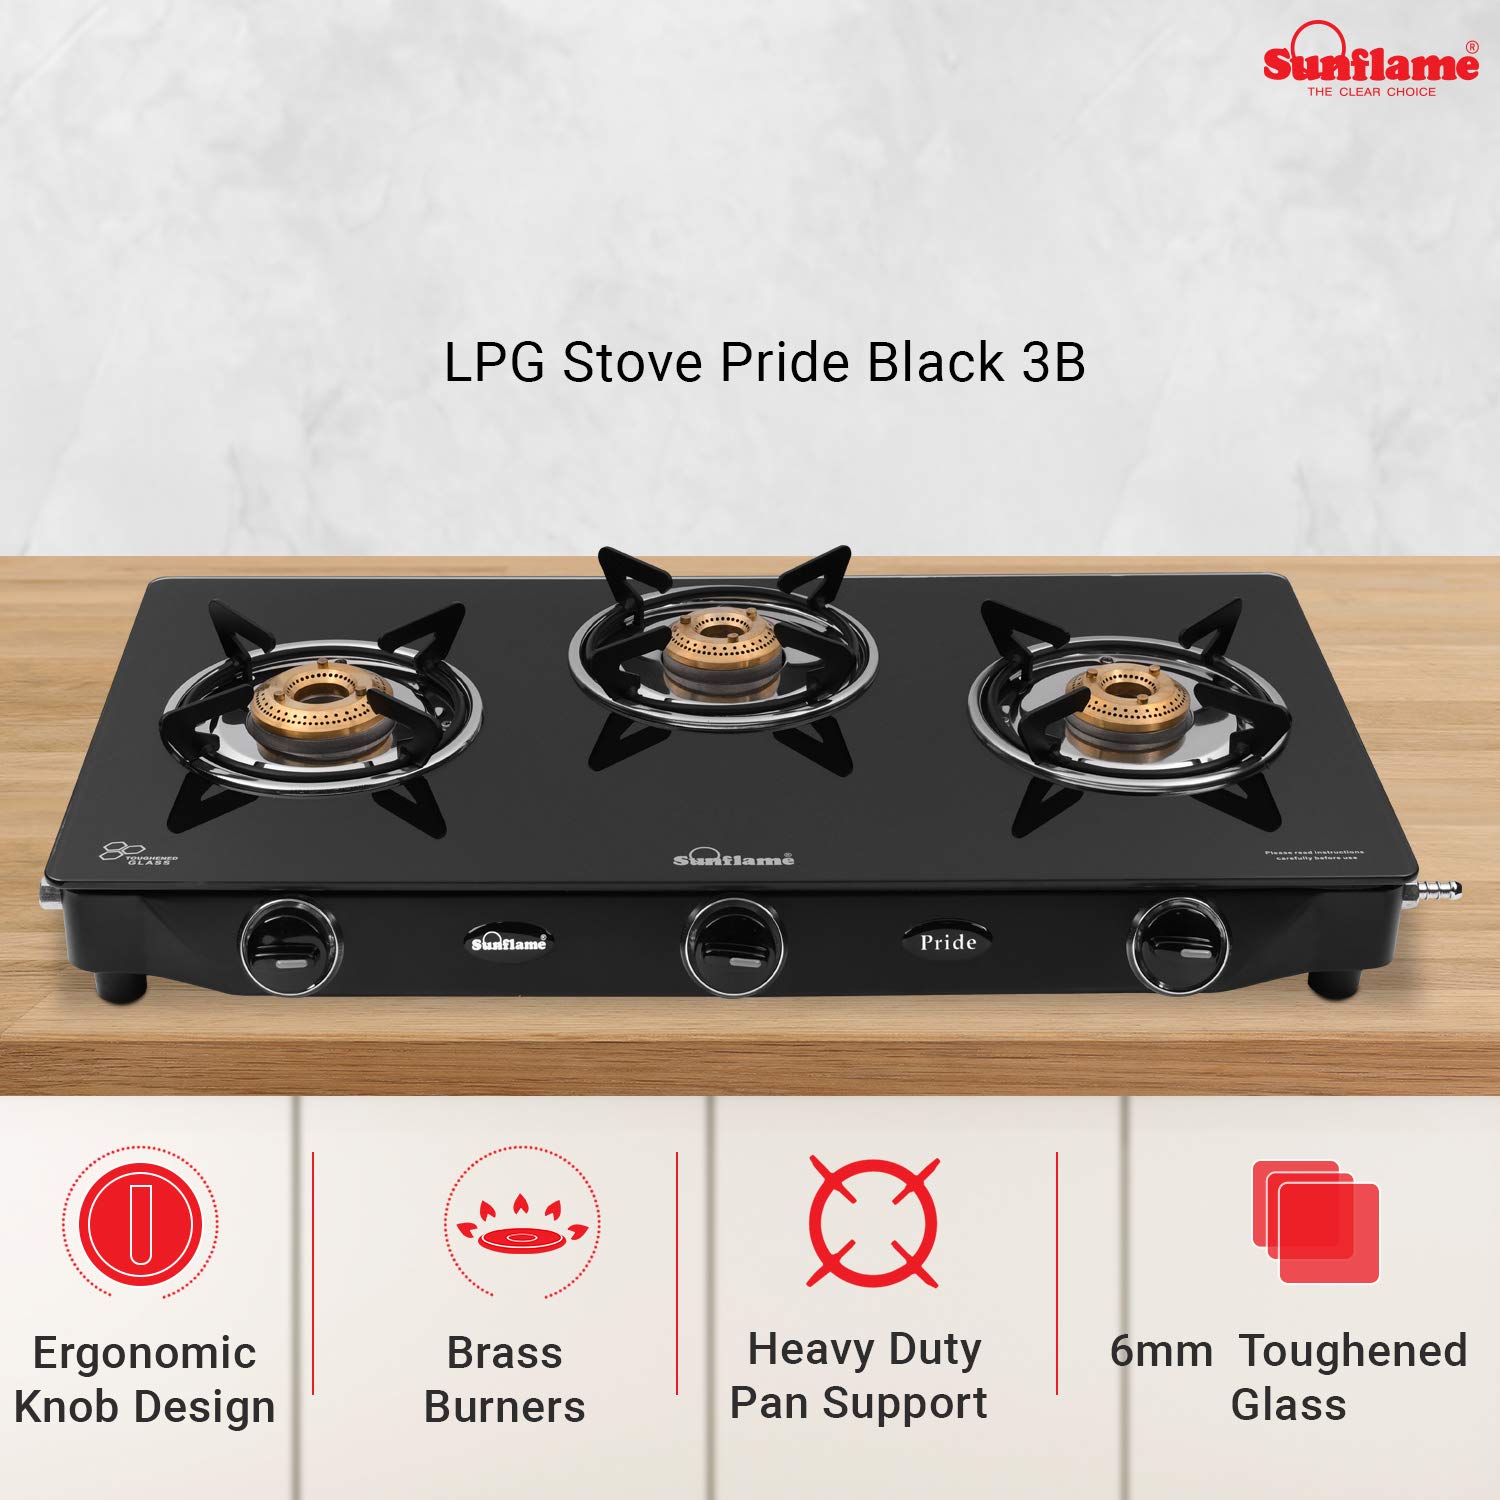 Sunflame®
THE CLEAR CHOICE
LPG Stove Pride Black 3B
TOUGHENED
GLASS
Sunflame®
Please read instructions
carefully before use
Sunflame®
Pride
Ergonomic
Knob Design
Brass
Burners
Heavy Duty
Pan Support
6mm Toughened
Glass